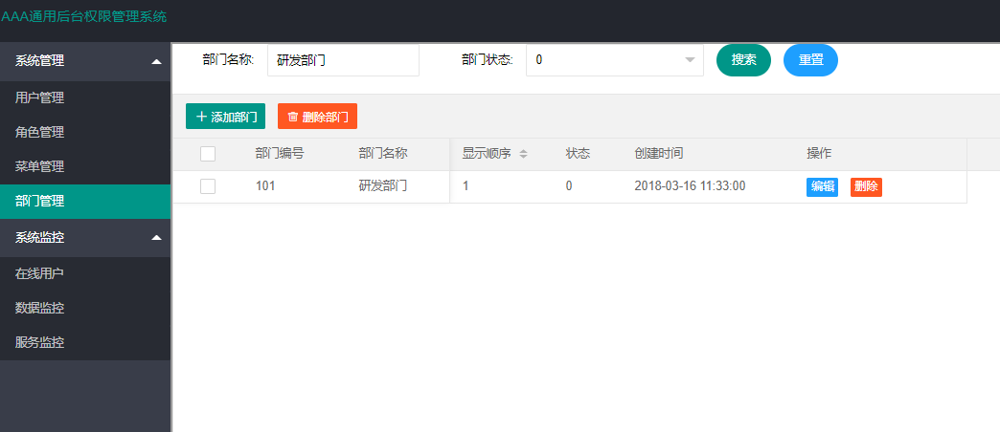 AAA通用后台权限管理系统
系统管理
用户管理
角色管理
菜单管理
部门管理
系统监控
在线用户
数据监控
服务监控
部门名称: 研发部门 部门状态: 0 搜索 重置
添加部门 删除部门
部门编号 部门名称 显示顺序 状态 创建时间 操作
101 研发部门 1 0 2018-03-16 11:33:00 编辑 删除